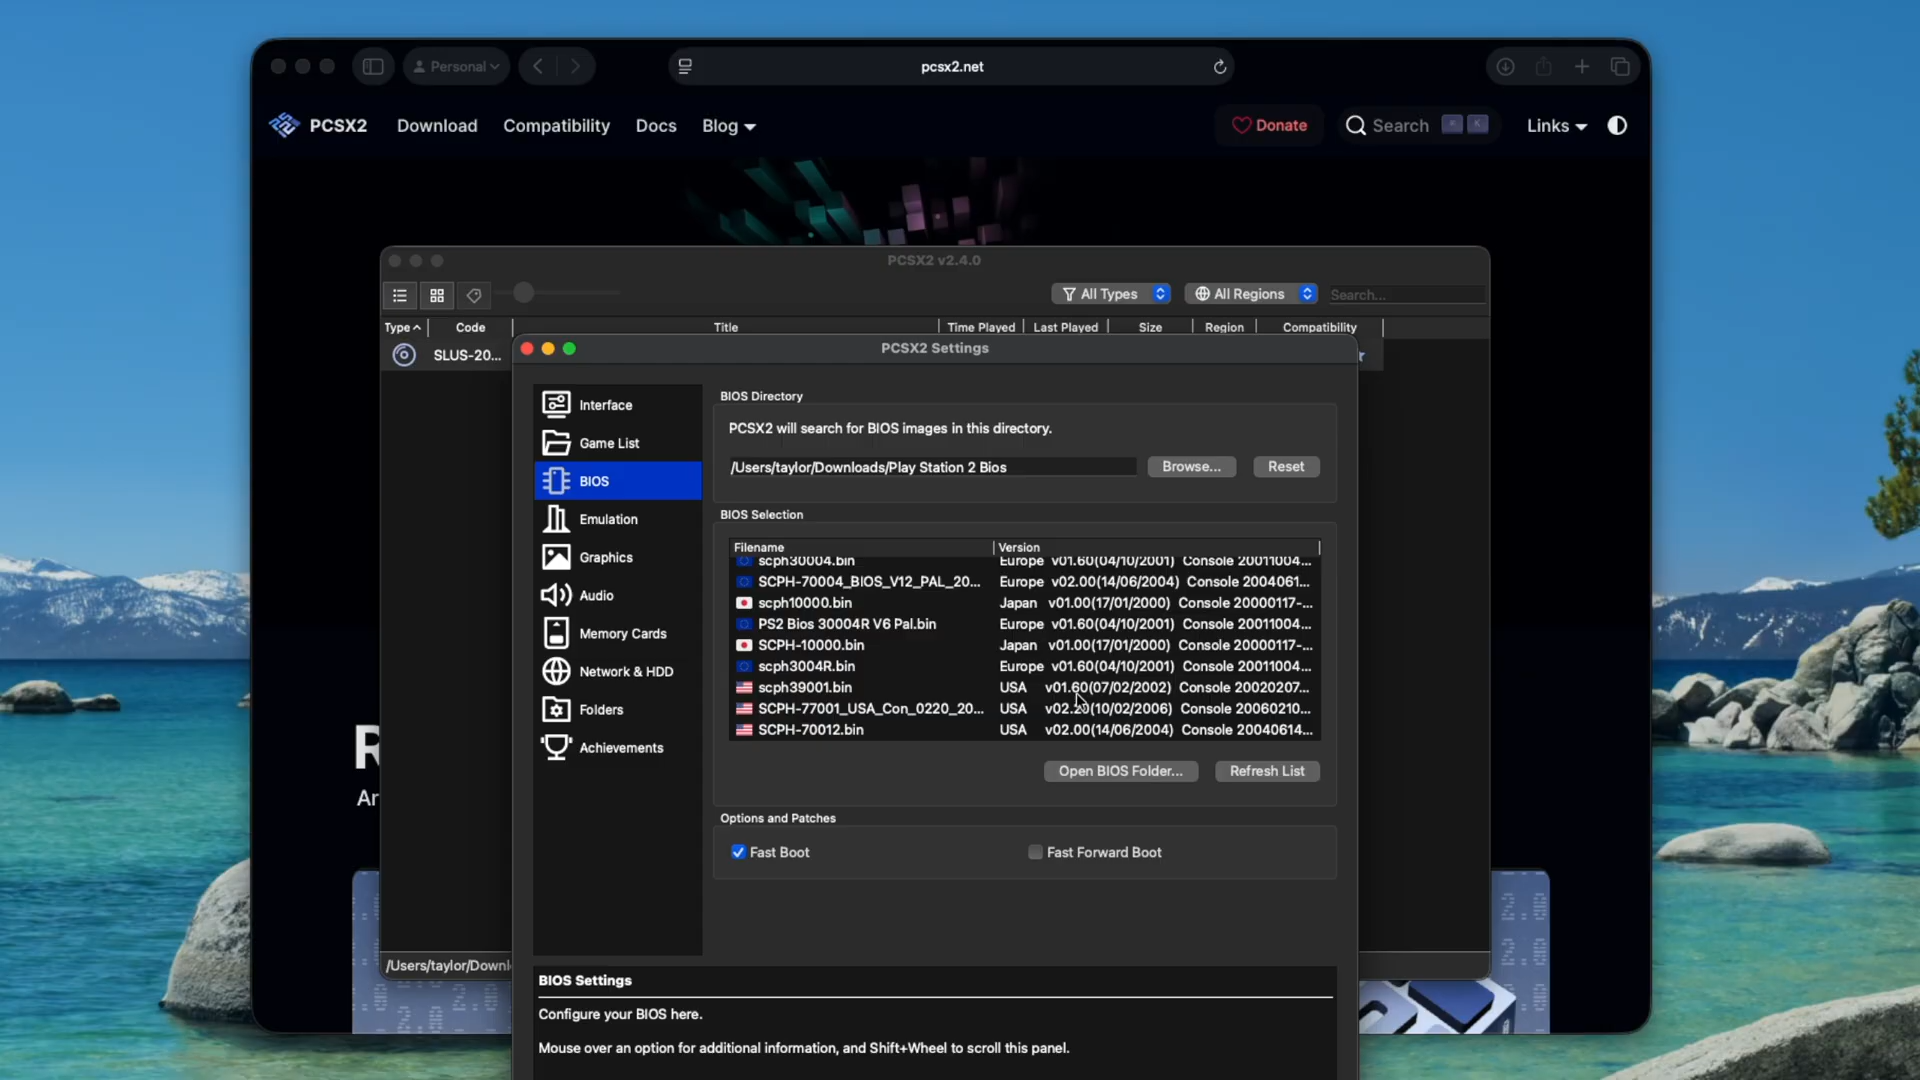 Personal
pcsx2.net
PCSX2
Download
Compatibility
Docs
Blog
Donate
Search
Links
PCSX2 v2.4.0
All Types
All Regions
Search...
Type
Code
Title
Time Played
Last Played
Size
Region
Compatibility
SLUS-20...
PCSX2 Settings
Interface
Game List
BIOS
Emulation
Graphics
Audio
Memory Cards
Network & HDD
Folders
Achievements
BIOS Directory
PCSX2 will search for BIOS images in this directory.
/Users/taylor/Downloads/Play Station 2 Bios
Browse...
Reset
BIOS Selection
Filename Version
scph30004.bin Europe v01.60(04/10/2001) Console 20011004...
SCPH-70004_BIOS_V12_PAL_20... Europe v02.00(14/06/2004) Console 2004061...
scph10000.bin Japan v01.00(17/01/2000) Console 20000117-...
PS2 Bios 30004R V6 Pal.bin Europe v01.60(04/10/2001) Console 20011004...
SCPH-10000.bin Japan v01.00(17/01/2000) Console 20000117-...
scph3004R.bin Europe v01.60(04/10/2001) Console 20011004...
scph39001.bin USA v01.60(07/02/2002) Console 20020207...
SCPH-77001_USA_Con_0220_20... USA v02.20(10/02/2006) Console 20060210...
SCPH-70012.bin USA v02.00(14/06/2004) Console 20040614...
Open BIOS Folder...
Refresh List
Options and Patches
Fast Boot
Fast Forward Boot
R
Ar
/Users/taylor/Downl
BIOS Settings
Configure your BIOS here.
Mouse over an option for additional information, and Shift+Wheel to scroll this panel.